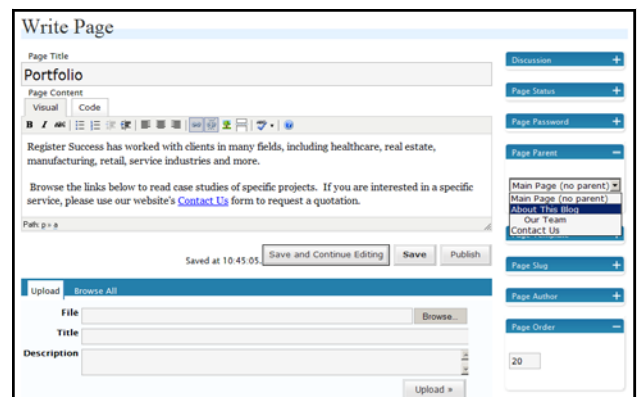 Write Page
Page Title
Portfolio
Page Content
Visual Code
B I ABC
Register Success has worked with clients in many fields, including healthcare, real estate,
manufacturing, retail, service industries and more.
Browse the links below to read case studies of specific projects. If you are interested in a specific
service, please use our website's Contact Us form to request a quotation.
Path: p » a
Saved at 10:45:05. Save and Continue Editing Save Publish
Upload Browse All
File Browse...
Title
Description
Upload »
Discussion +
Page Status +
Page Password +
Page Parent −
Main Page (no parent)
Main Page (no parent)
About This Blog
Our Team
Contact Us
Page Template
Page Slug +
Page Author +
Page Order −
20